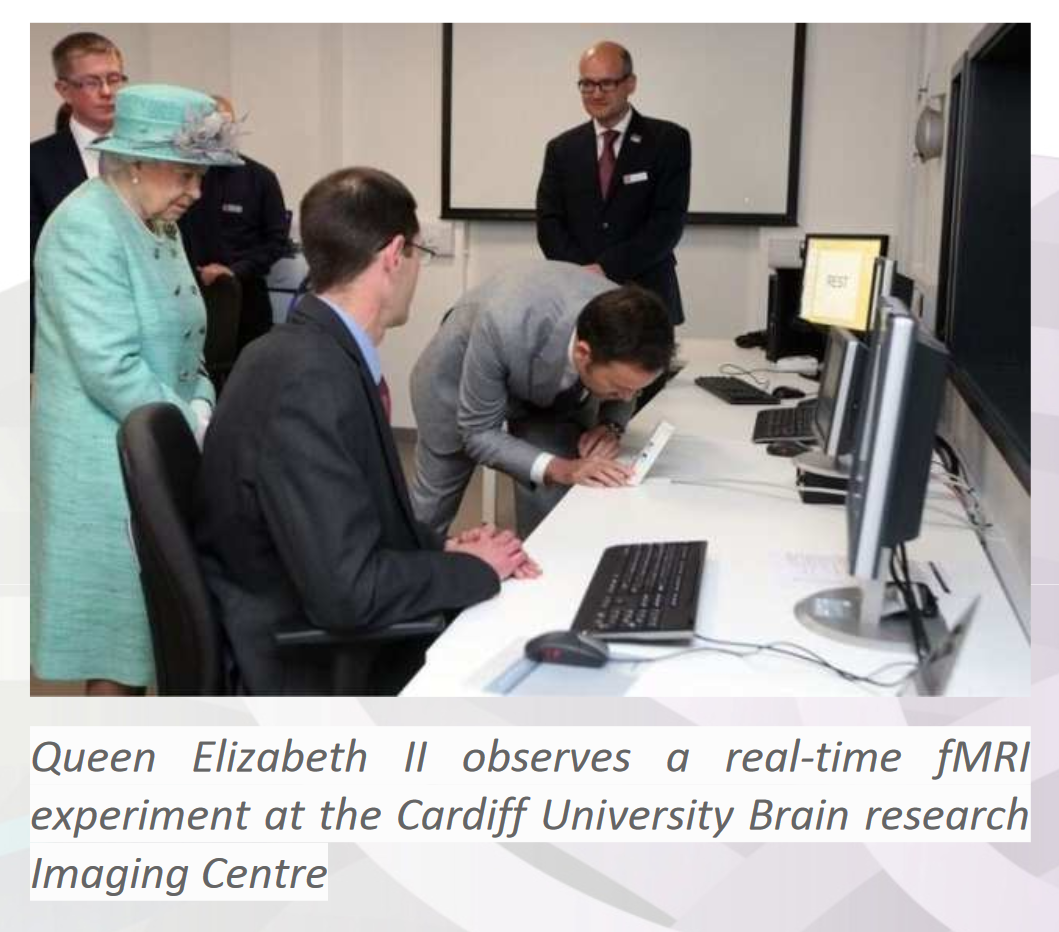 REST
Queen Elizabeth II observes a real-time fMRI
experiment at the Cardiff University Brain research
Imaging Centre